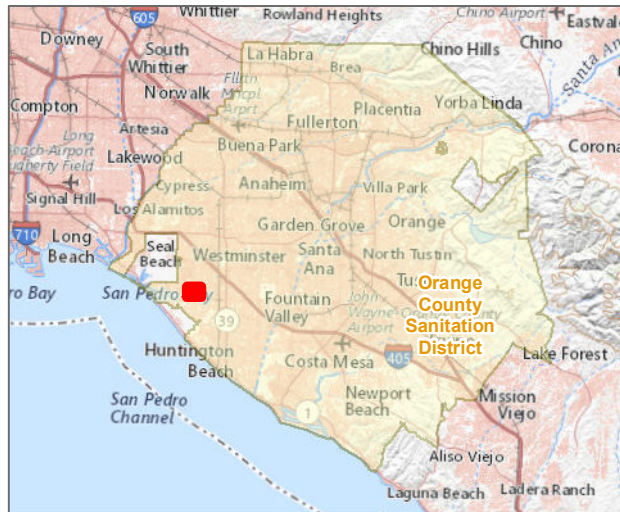 605
Whittier
Rowland Heights
Chino Airport
Eastvale
Downey
South
Whittier
La Habra
Brea
Chino Hills
Chino
Santa An
Norwalk
Compton
Long
Artesia
Placentia
Yorba Linda
Fullerton
Buena Park
Corona
Lakewood
Cypress
Anaheim
Villa Park
Signal Hill
Los Alamitos
Garden Grove
Orange
710
Long
Beach
Seal
Beach
Westminster
Santa
Ana
North Tustin
Orange
County
Sanitation
District
ro Bay
San Pedro
39
Fountain
Valley
John
Wayne
Airport
Huntington
Beach
Costa Mesa
405
Lake Forest
San Pedro
Channel
1
Newport
Beach
Mission
Viejo
Aliso Viejo
Laguna Beach
Ladera Ranch